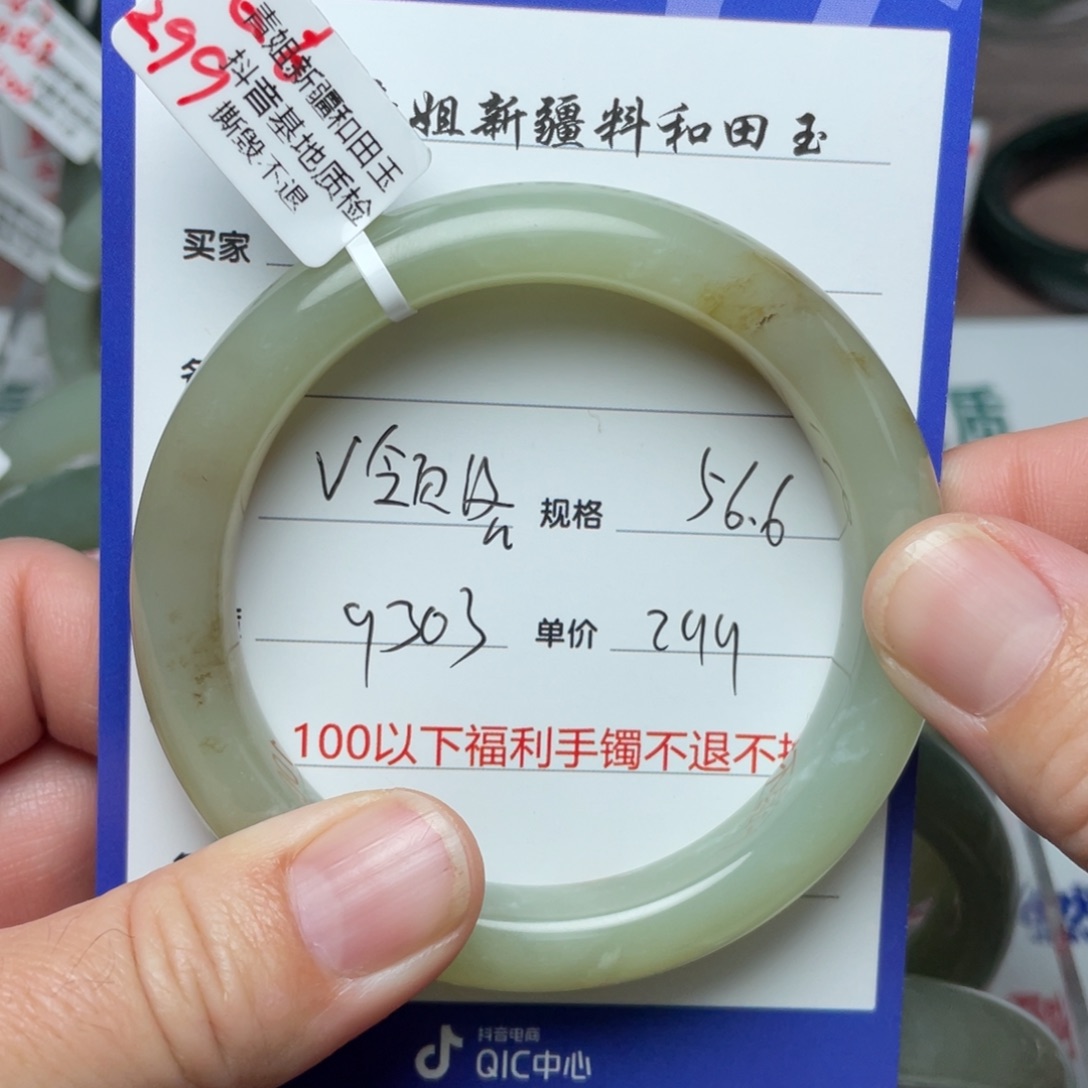 299
青姐新疆和田玉
抖音基地质检
撕毁不退
姐新疆料和田玉
买家
规格 56.6
9303 单价 299
100以下福利手镯不退不
抖音电商
QIC中心
质